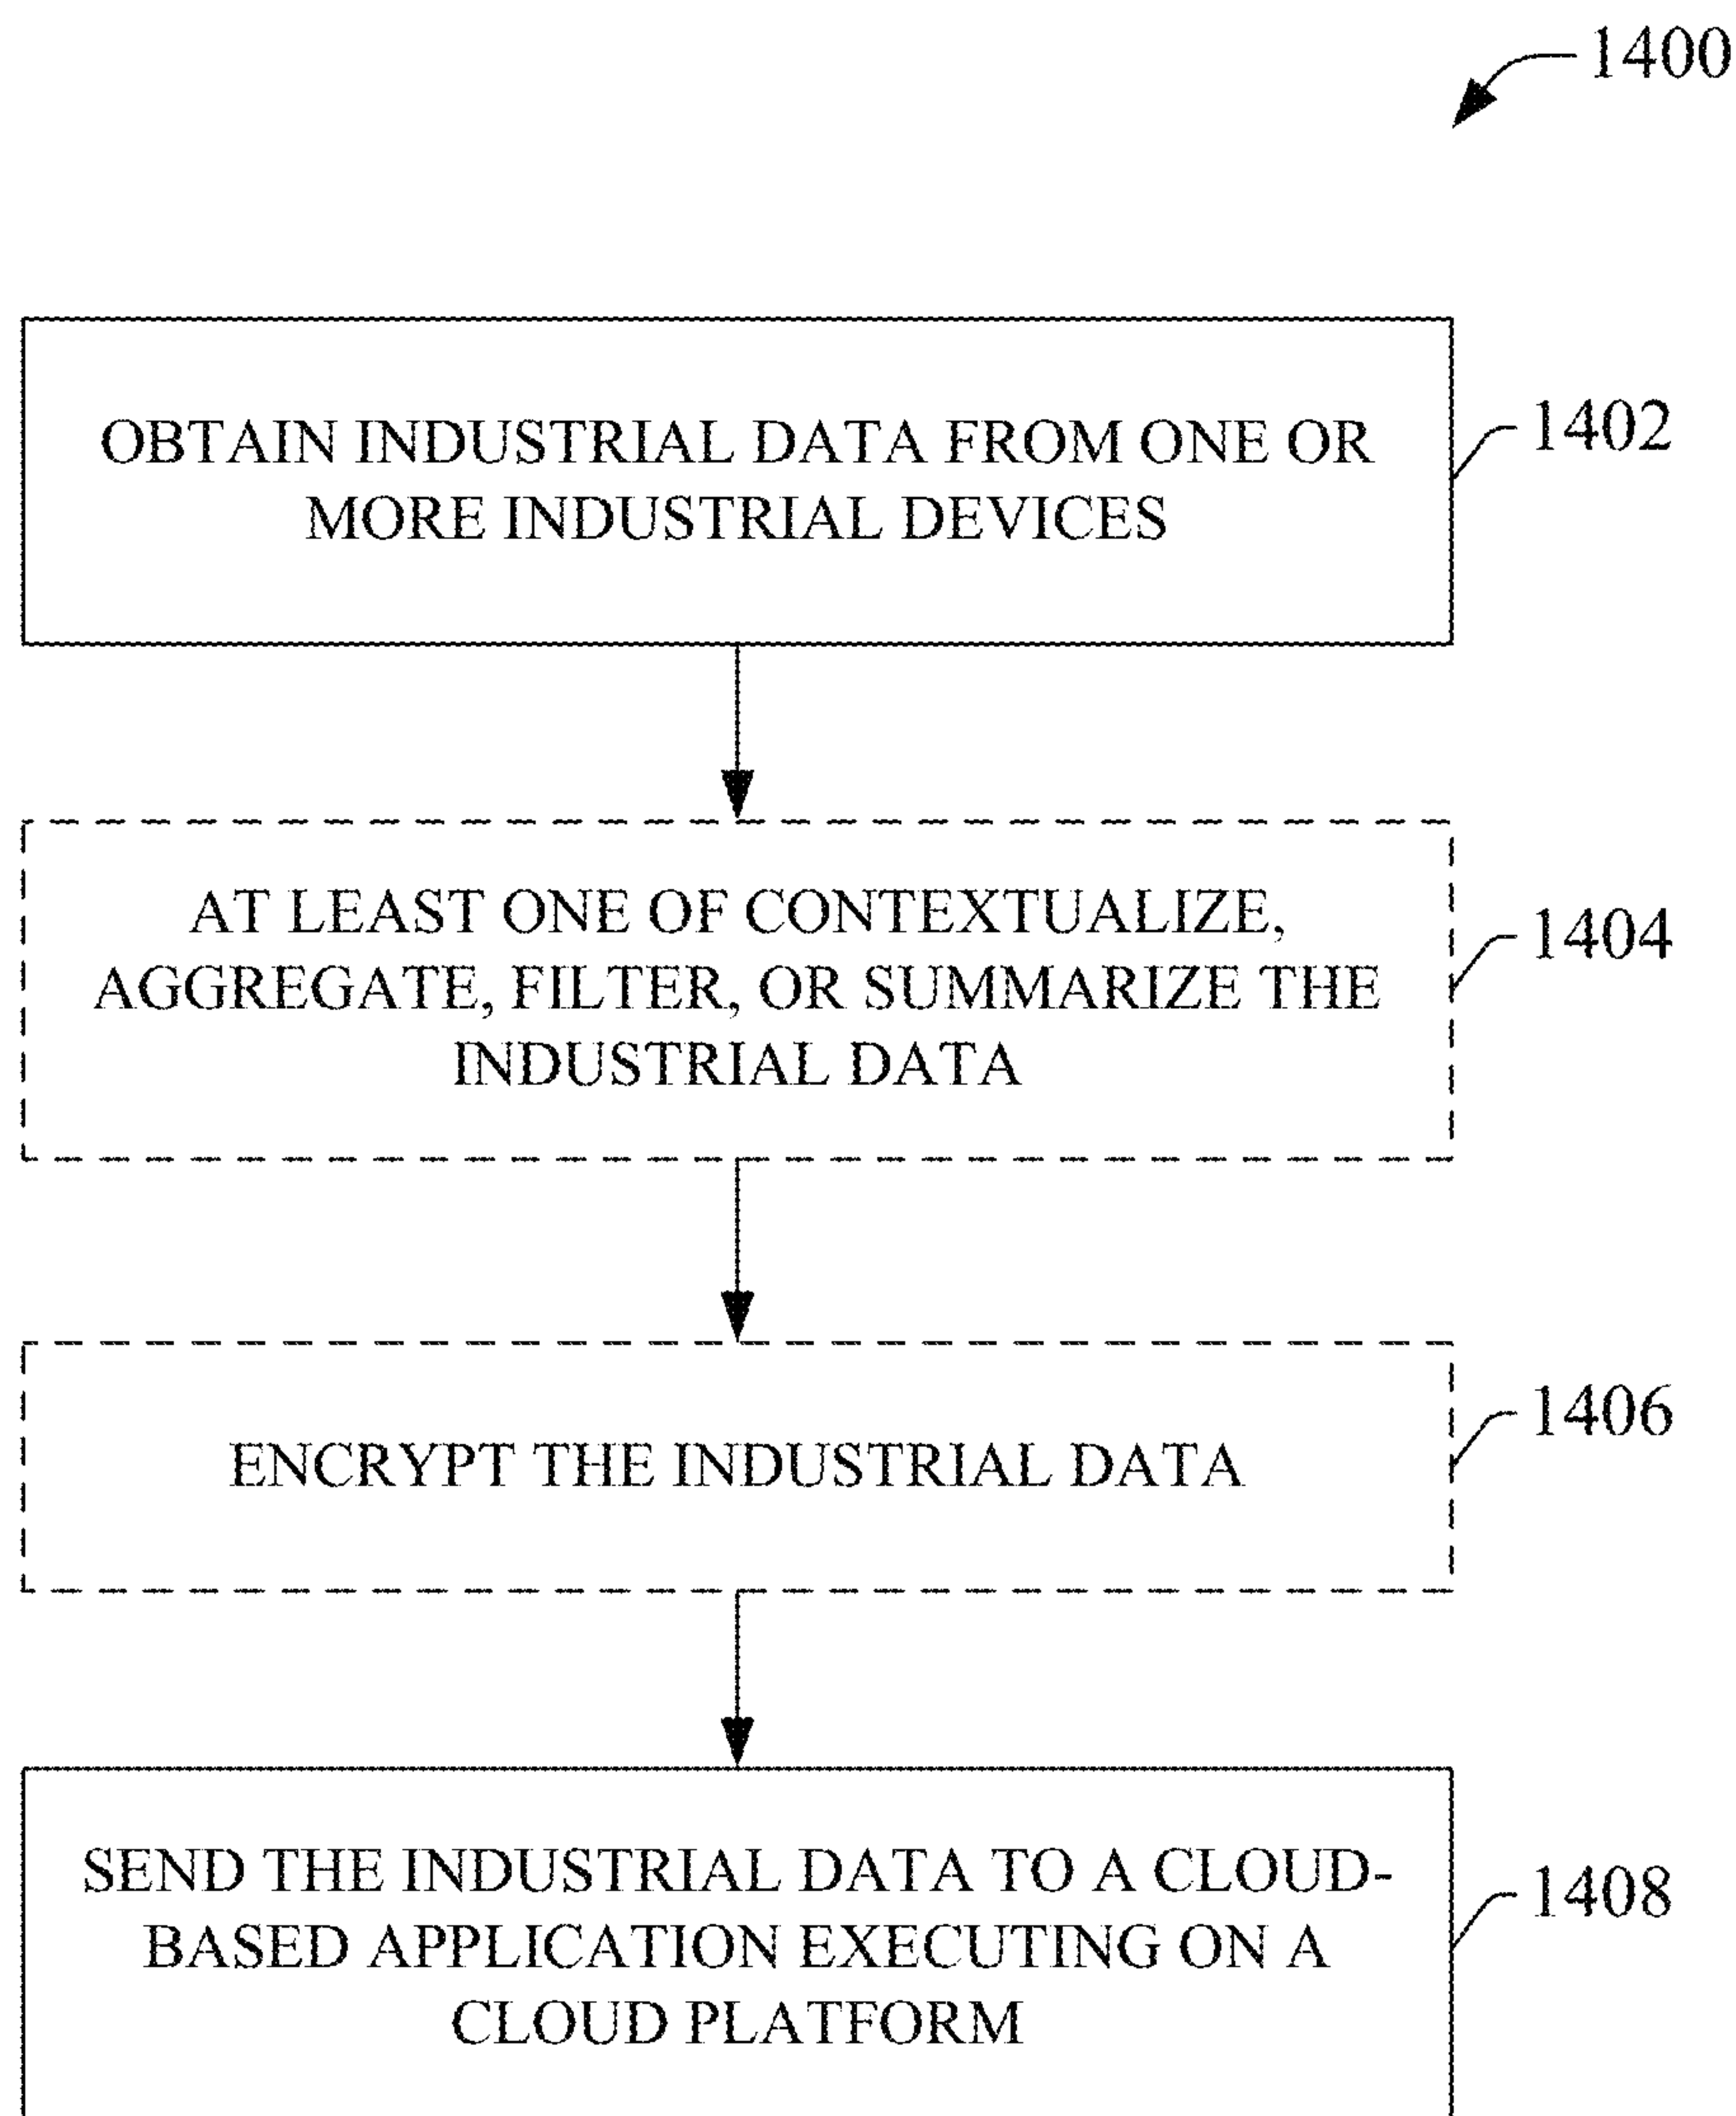 1400
OBTAIN INDUSTRIAL DATA FROM ONE OR
MORE INDUSTRIAL DEVICES
1402
AT LEAST ONE OF CONTEXTUALIZE,
AGGREGATE, FILTER, OR SUMMARIZE THE
INDUSTRIAL DATA
1404
ENCRYPT THE INDUSTRIAL DATA
1406
SEND THE INDUSTRIAL DATA TO A CLOUD-
BASED APPLICATION EXECUTING ON A
CLOUD PLATFORM
1408